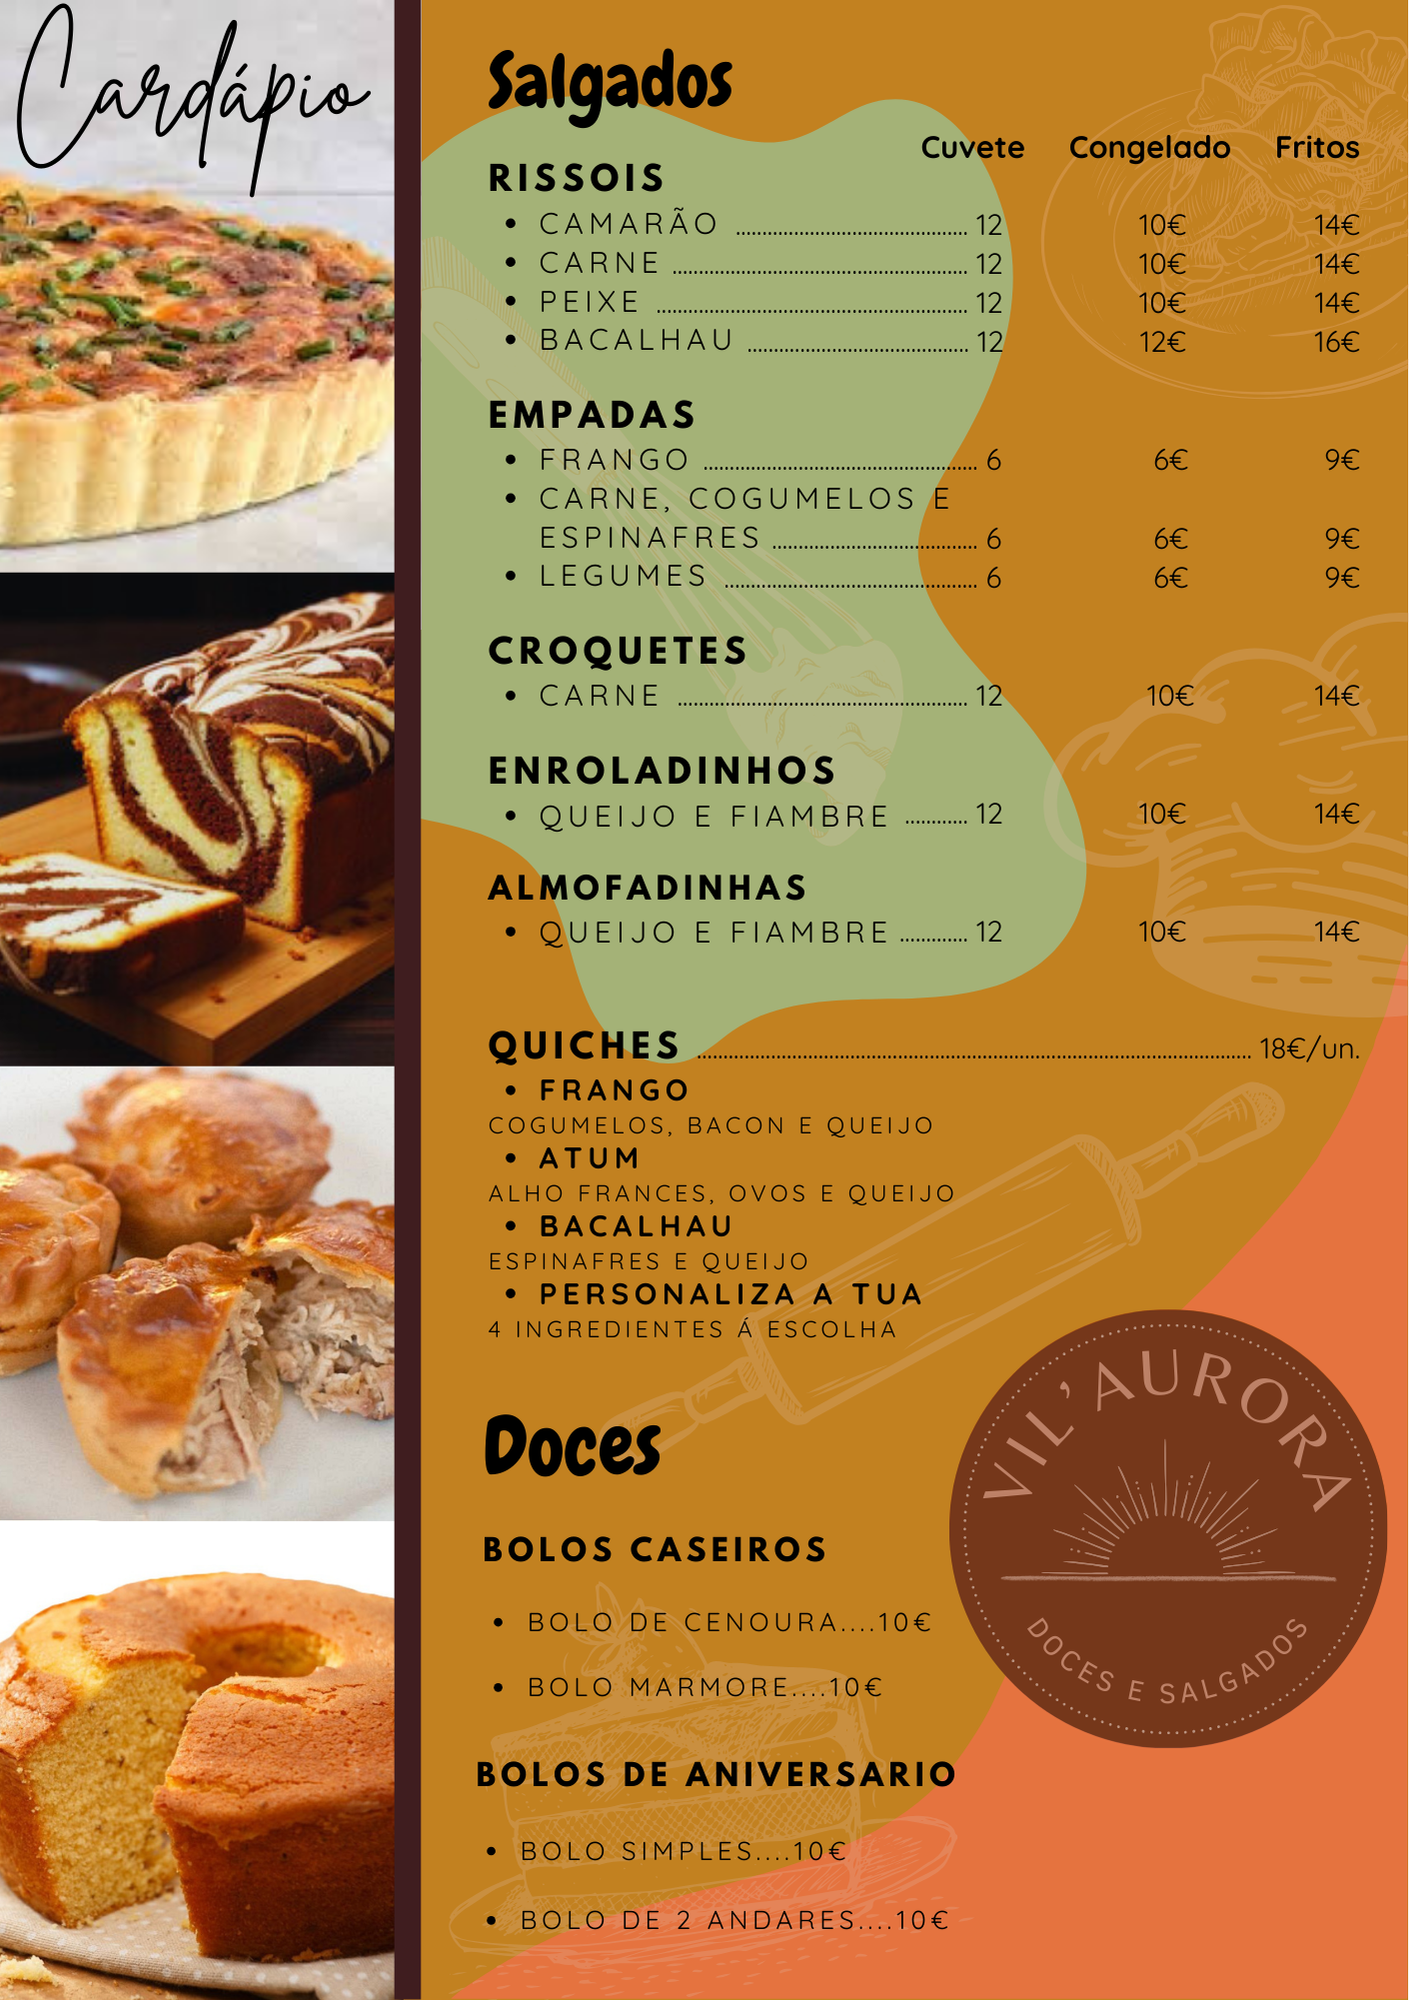 Cardápio
Salgados
Cuvete Congelado Fritos
RISSOIS
• CAMARÃO ........ 12 10€ 14€
• CARNE ........ 12 10€ 14€
• PEIXE ........ 12 10€ 14€
• BACALHAU ........ 12 12€ 16€
EMPADAS
• FRANGO ........ 6 6€ 9€
• CARNE, COGUMELOS E
ESPINAFRES ........ 6 6€ 9€
• LEGUMES ........ 6 6€ 9€
CROQUETES
• CARNE ........ 12 10€ 14€
ENROLADINHOS
• QUEIJO E FIAMBRE ........ 12 10€ 14€
ALMOFADINHAS
• QUEIJO E FIAMBRE ........ 12 10€ 14€
QUICHES ........ 18€/un.
• FRANGO
COGUMELOS, BACON E QUEIJO
• ATUM
ALHO FRANCES, OVOS E QUEIJO
• BACALHAU
ESPINAFRES E QUEIJO
• PERSONALIZA A TUA
4 INGREDIENTES Á ESCOLHA
Doces
BOLOS CASEIROS
• BOLO DE CENOURA....10€
• BOLO MARMORE....10€
BOLOS DE ANIVERSARIO
• BOLO SIMPLES....10€
• BOLO DE 2 ANDARES....10€
VIL'AURORA
DOCES E SALGADOS